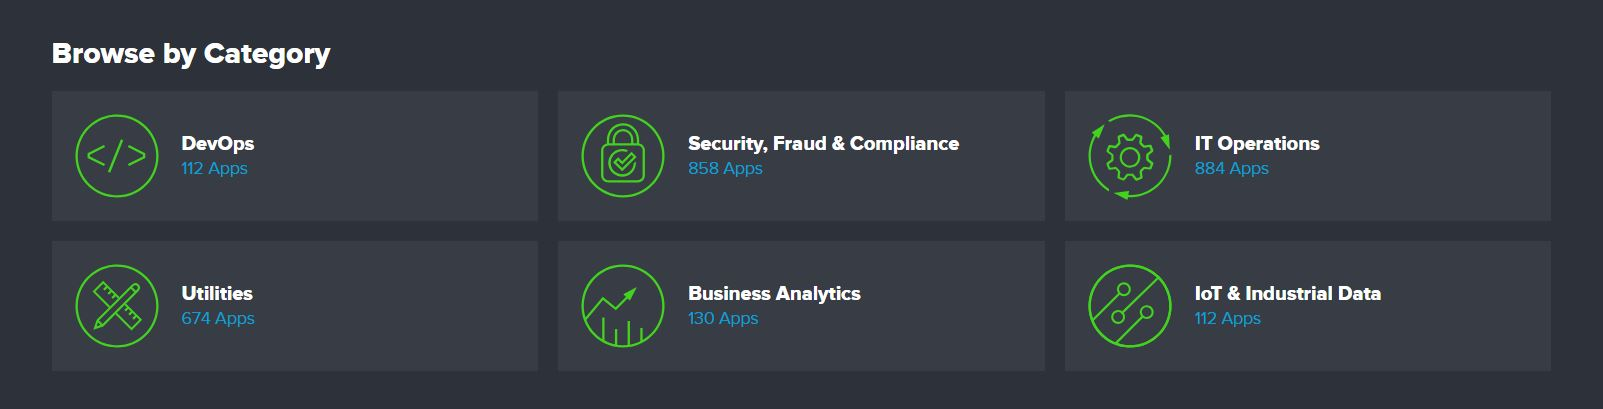 Browse by Category
DevOps
112 Apps
Security, Fraud & Compliance
858 Apps
IT Operations
884 Apps
Utilities
674 Apps
Business Analytics
130 Apps
IoT & Industrial Data
112 Apps